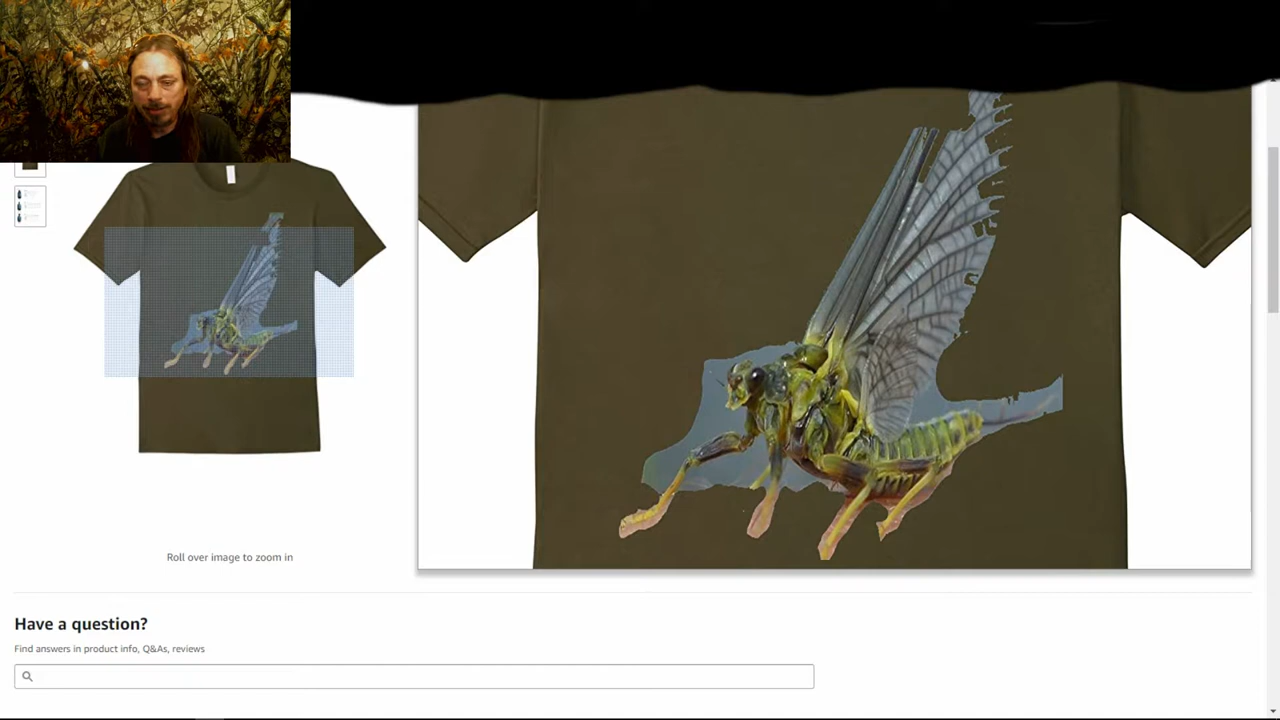 Roll over image to zoom in
Have a question?
Find answers in product info, Q&As, reviews